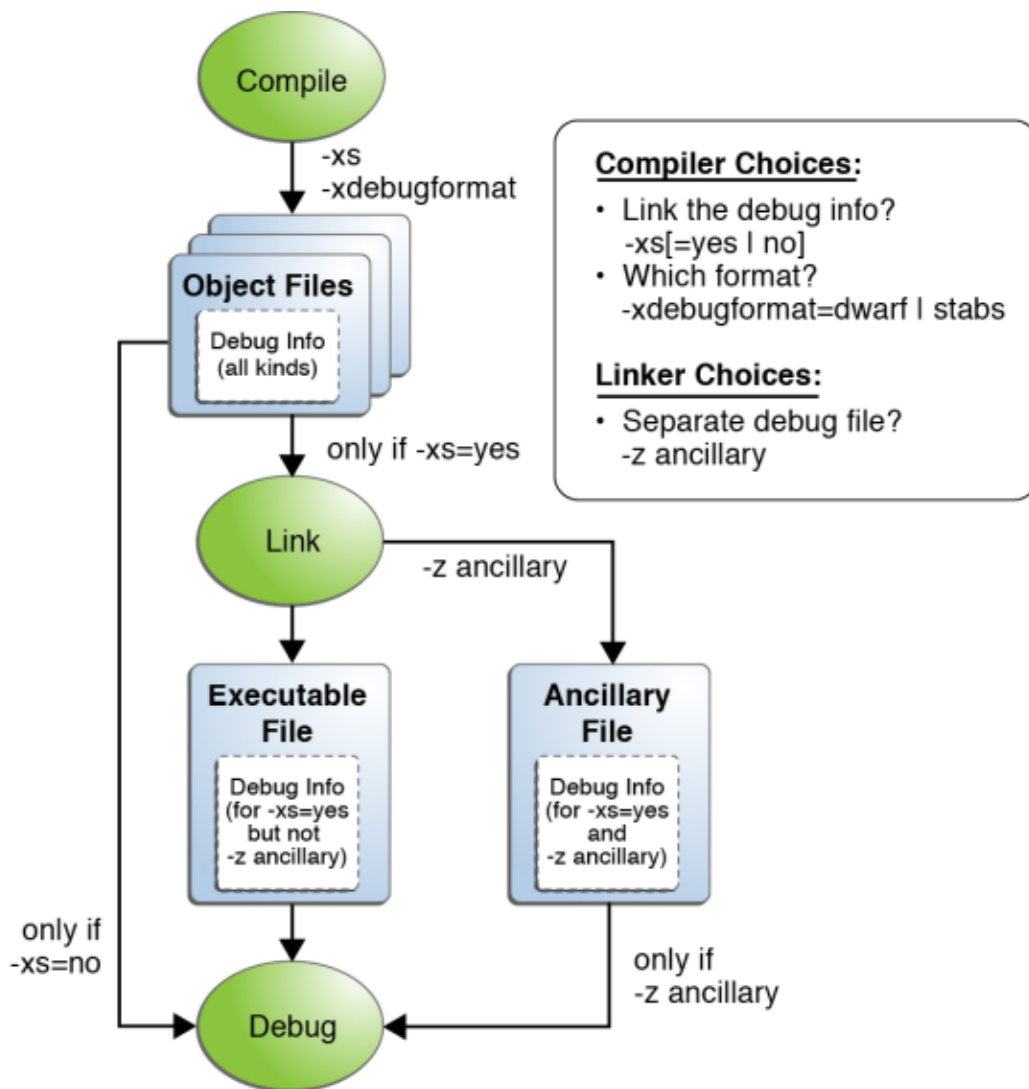 Compile
-xs
-xdebugformat
Object Files
Debug Info
(all kinds)
only if -xs=yes
Link
-z ancillary
Executable
File
Debug Info
(for -xs=yes
but not
-z ancillary)
Ancillary
File
Debug Info
(for -xs=yes
and
-z ancillary)
only if
-xs=no
only if
-z ancillary
Debug
Compiler Choices:
• Link the debug info?
-xs[=yes | no]
• Which format?
-xdebugformat=dwarf | stabs
Linker Choices:
• Separate debug file?
-z ancillary